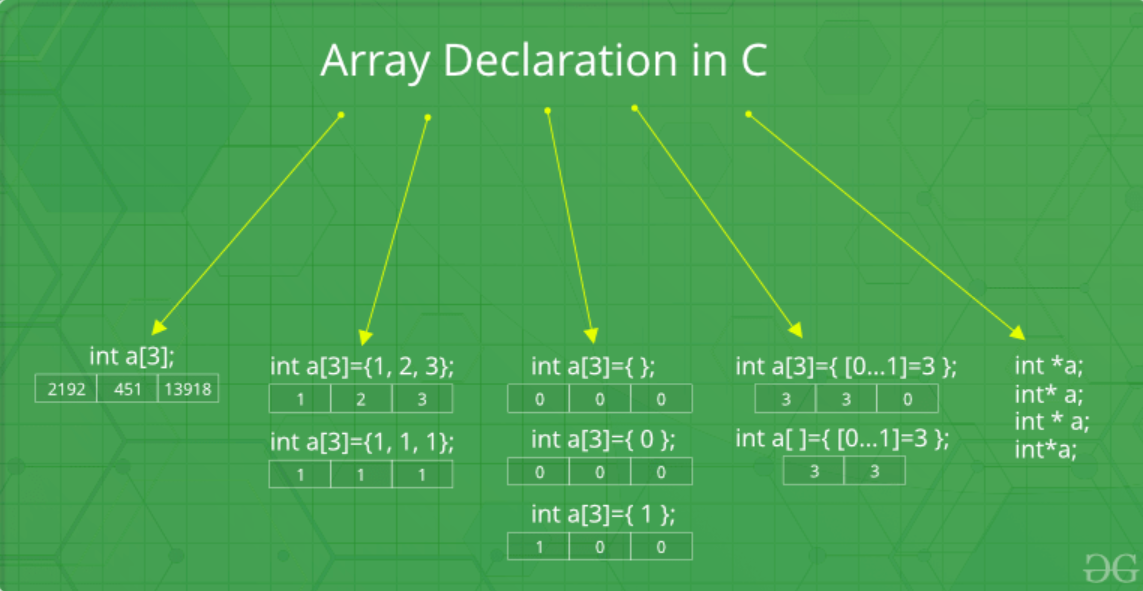 Array Declaration in C
int a[3];
2192 451 13918
int a[3]={1, 2, 3};
1 2 3
int a[3]={1, 1, 1};
1 1 1
int a[3]={ };
0 0 0
int a[3]={ 0 };
0 0 0
int a[3]={ 1 };
1 0 0
int a[3]={ [0...1]=3 };
3 3 0
int a[ ]={ [0...1]=3 };
3 3
int *a;
int* a;
int * a;
int*a;